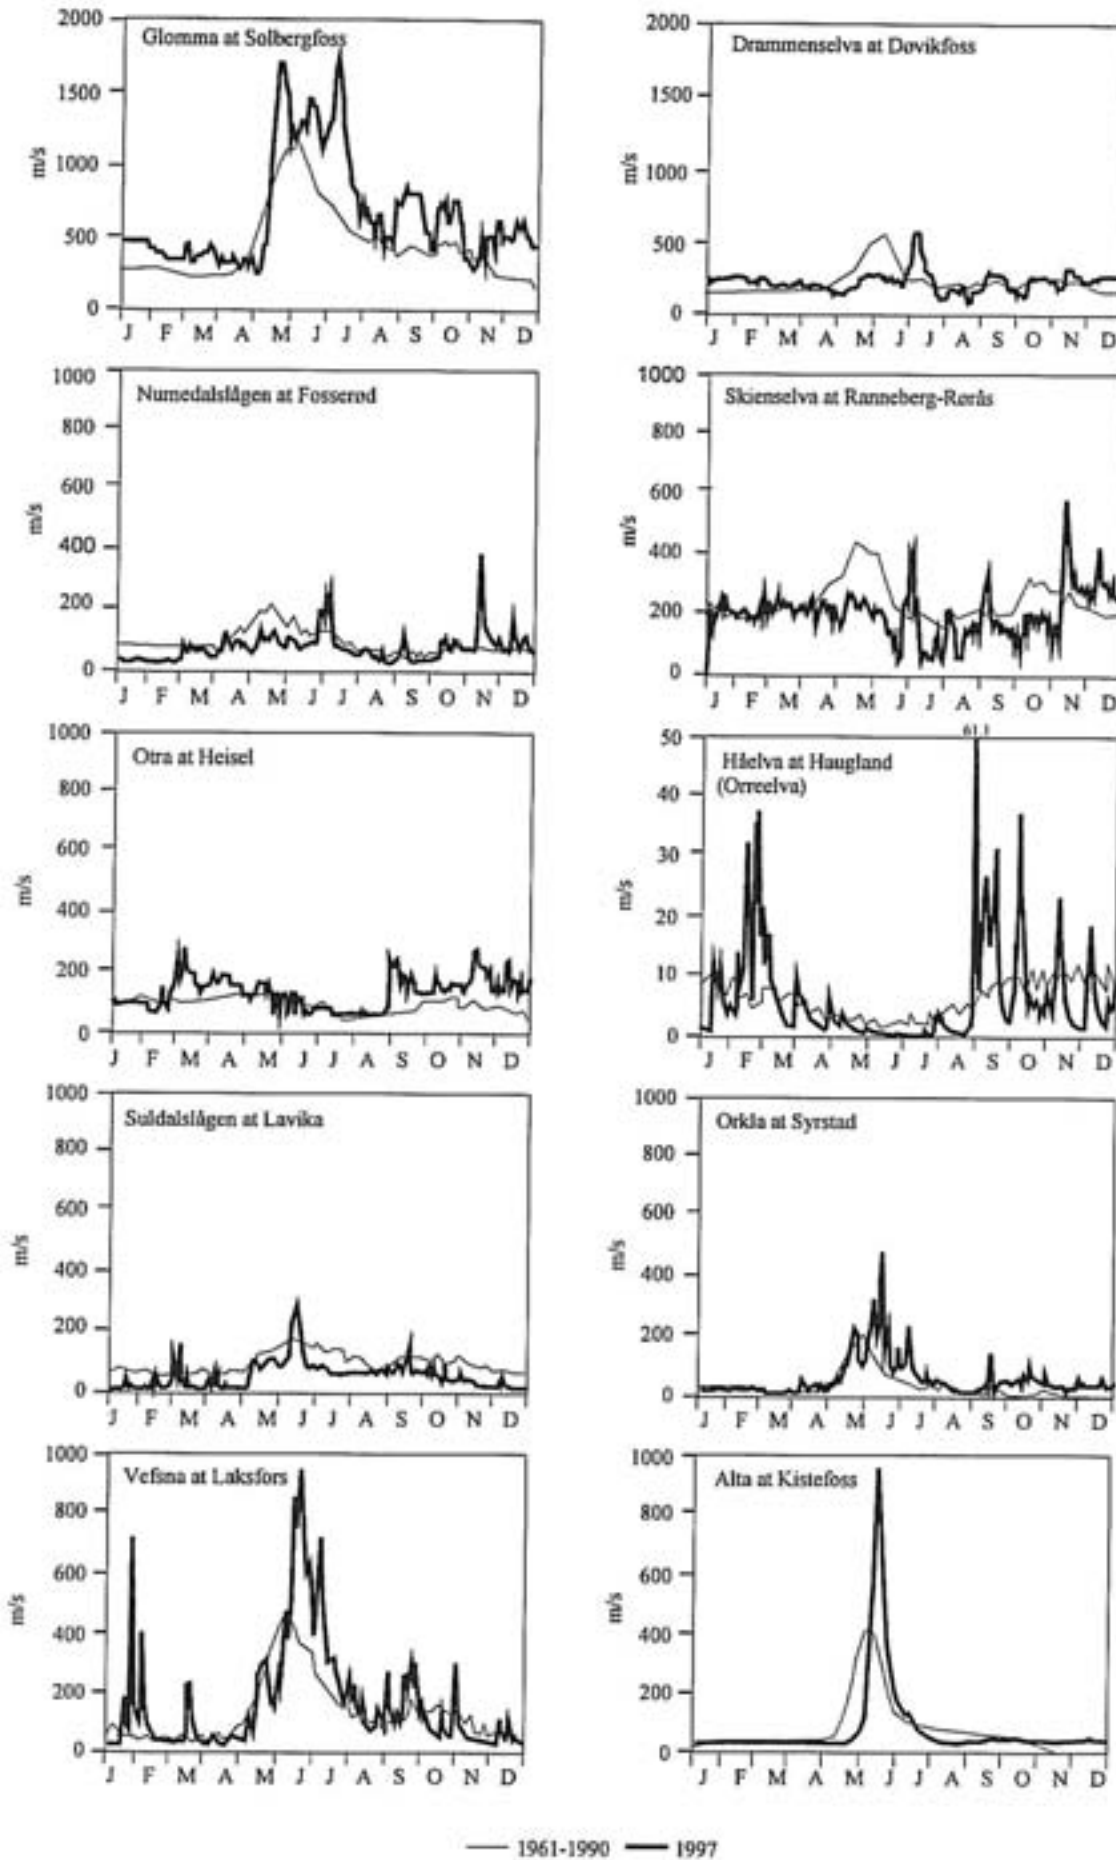 Glomma at Solbergfoss
2000
1500
1000
500
0
m/s
J F M A M J J A S O N D
Drammenselva at Døvikfoss
2000
1500
1000
500
0
m/s
J F M A M J J A S O N D
Numedalslågen at Fosserød
1000
800
600
400
200
0
m/s
J F M A M J J A S O N D
Skienselva at Ranneberg-Rørås
1000
800
600
400
200
0
m/s
J F M A M J J A S O N D
Otra at Heisel
1000
800
600
400
200
0
m/s
J F M A M J J A S O N D
61.1
Håelva at Haugland
(Orreelva)
50
40
30
20
10
0
m/s
J F M A M J J A S O N D
Suldalslågen at Lavika
1000
800
600
400
200
0
m/s
J F M A M J J A S O N D
Orkla at Syrstad
1000
800
600
400
200
0
m/s
J F M A M J J A S O N D
Vefsna at Laksfors
1000
800
600
400
200
0
m/s
J F M A M J J A S O N D
Alta at Kistefoss
1000
800
600
400
200
0
m/s
J F M A M J J A S O N D
1961-1990 1997